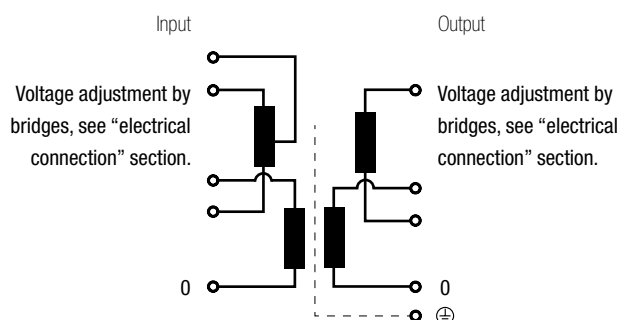 Input
Output
Voltage adjustment by
bridges, see “electrical
connection” section.
Voltage adjustment by
bridges, see “electrical
connection” section.
0
0